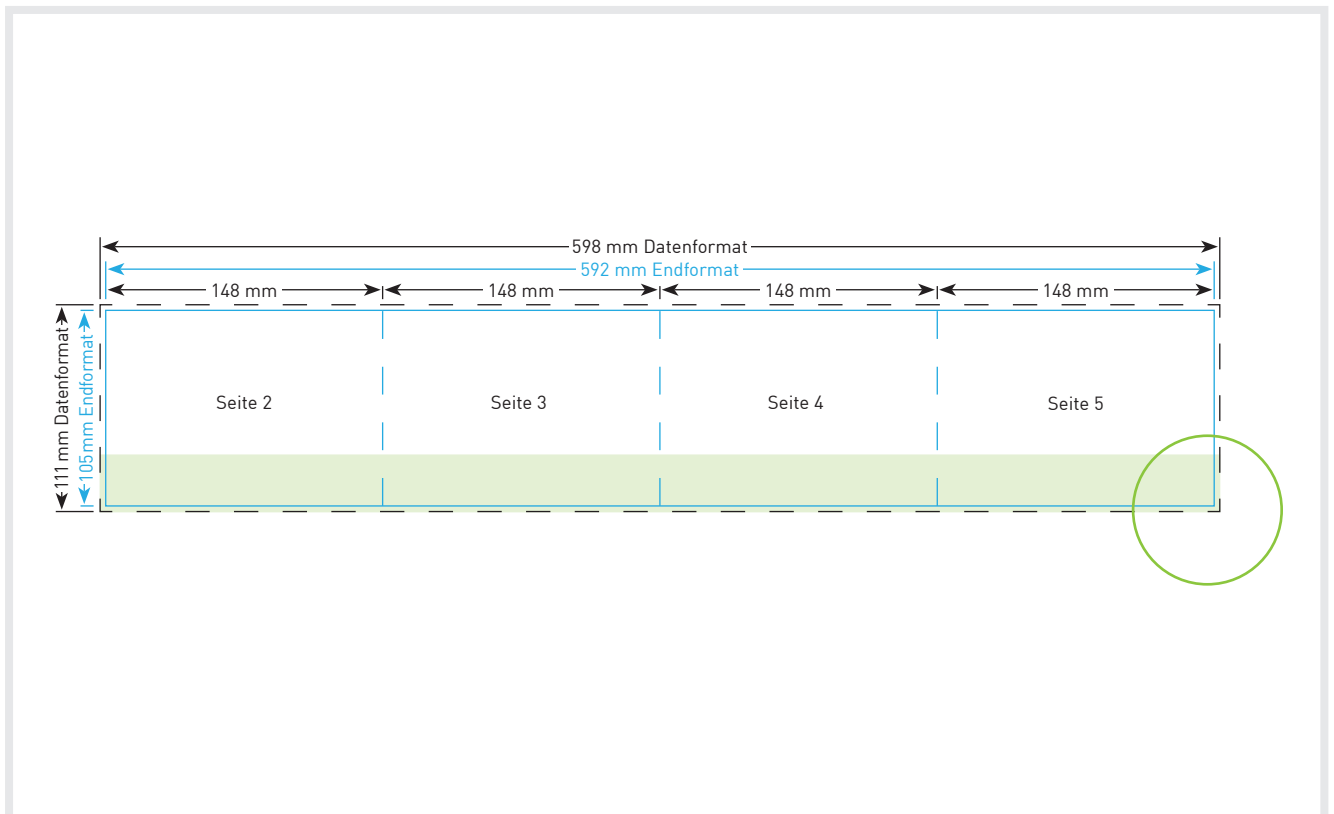 598 mm Datenformat
592 mm Endformat
148 mm
148 mm
148 mm
148 mm
111 mm Datenformat
105mm Endformat
Seite 2
Seite 3
Seite 4
Seite 5